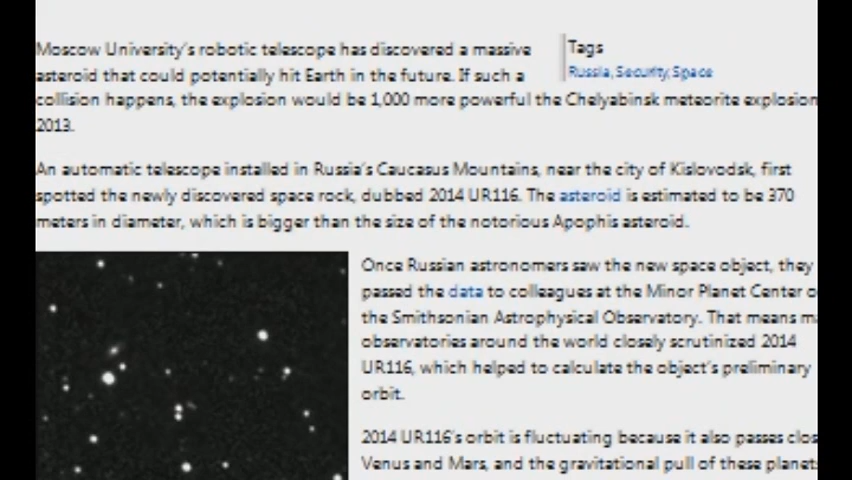 Moscow University's robotic telescope has discovered a massive
asteroid that could potentially hit Earth in the future. If such a
collision happens, the explosion would be 1,000 more powerful the Chelyabinsk meteorite explosion
2013.
Tags
Russia, Security, Space
An automatic telescope installed in Russia's Caucasus Mountains, near the city of Kislovodsk, first
spotted the newly discovered space rock, dubbed 2014 UR116. The asteroid is estimated to be 370
meters in diameter, which is bigger than the size of the notorious Apophis asteroid.
Once Russian astronomers saw the new space object, they
passed the data to colleagues at the Minor Planet Center
the Smithsonian Astrophysical Observatory. That means
observatories around the world closely scrutinized 2014
UR116, which helped to calculate the object's preliminary
orbit.
2014 UR116's orbit is fluctuating because it also passes
Venus and Mars, and the gravitational pull of these